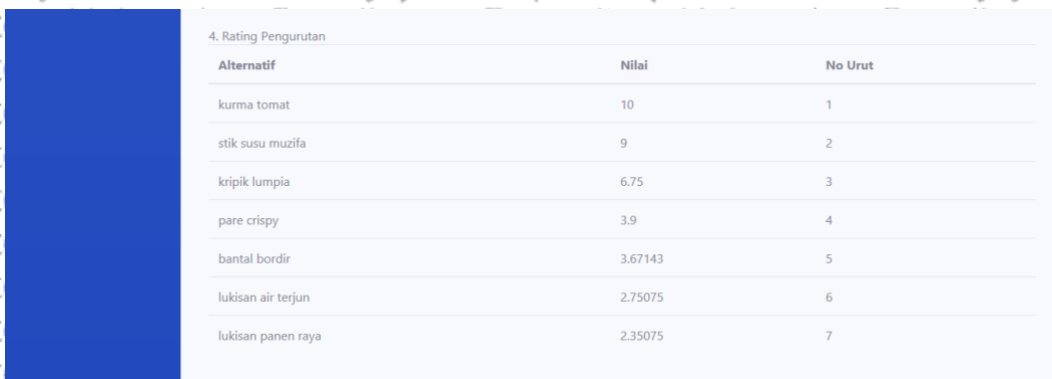 4. Rating Pengurutan
Alternatif Nilai No Urut
kurma tomat 10 1
stik susu muzifa 9 2
kripik lumpia 6.75 3
pare crispy 3.9 4
bantal bordir 3.67143 5
lukisan air terjun 2.75075 6
lukisan panen raya 2.35075 7